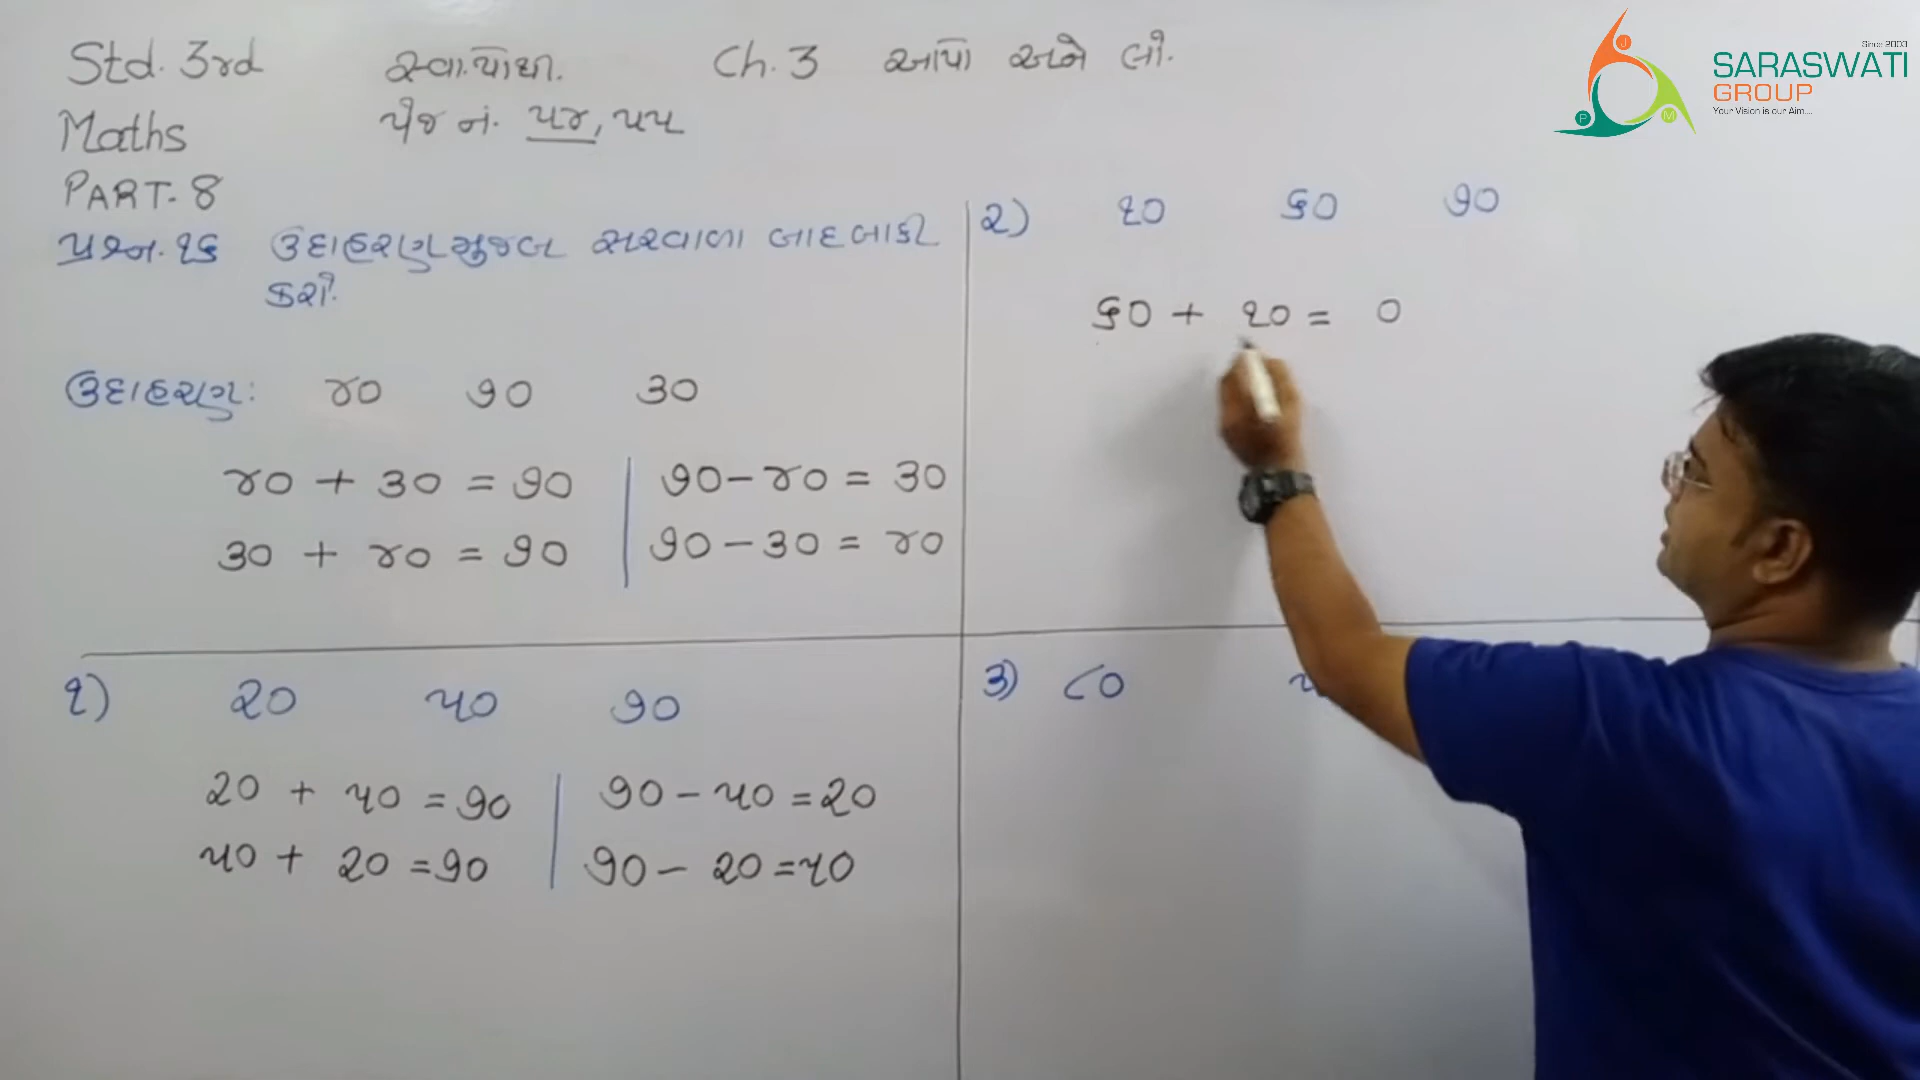 Std. 3rd સ્વા.પોથી. Ch. 3 આપો અને લો.
Maths પેજ નં. ૫૪, ૫૫
PART-8
પ્રશ્ન.૧૬ ઉદાહરણમુજબ સરવાળા બાદબાકી
કરો.
ઉદાહરણ: ૪૦ ૭૦ ૩૦
૪૦ + ૩૦ = ૭૦ ૭૦ - ૪૦ = ૩૦
૩૦ + ૪૦ = ૭૦ ૭૦ - ૩૦ = ૪૦
૧) ૨૦ ૫૦ ૭૦
૨૦ + ૫૦ = ૭૦ ૭૦ - ૫૦ = ૨૦
૫૦ + ૨૦ = ૭૦ ૭૦ - ૨૦ = ૫૦
૨) ૧૦ ૬૦ ૭૦
૬૦ + ૧૦ = ૦
૩) ૮૦
SARASWATI
GROUP
Since 2003
Your Vision is our Aim....
J
P
M